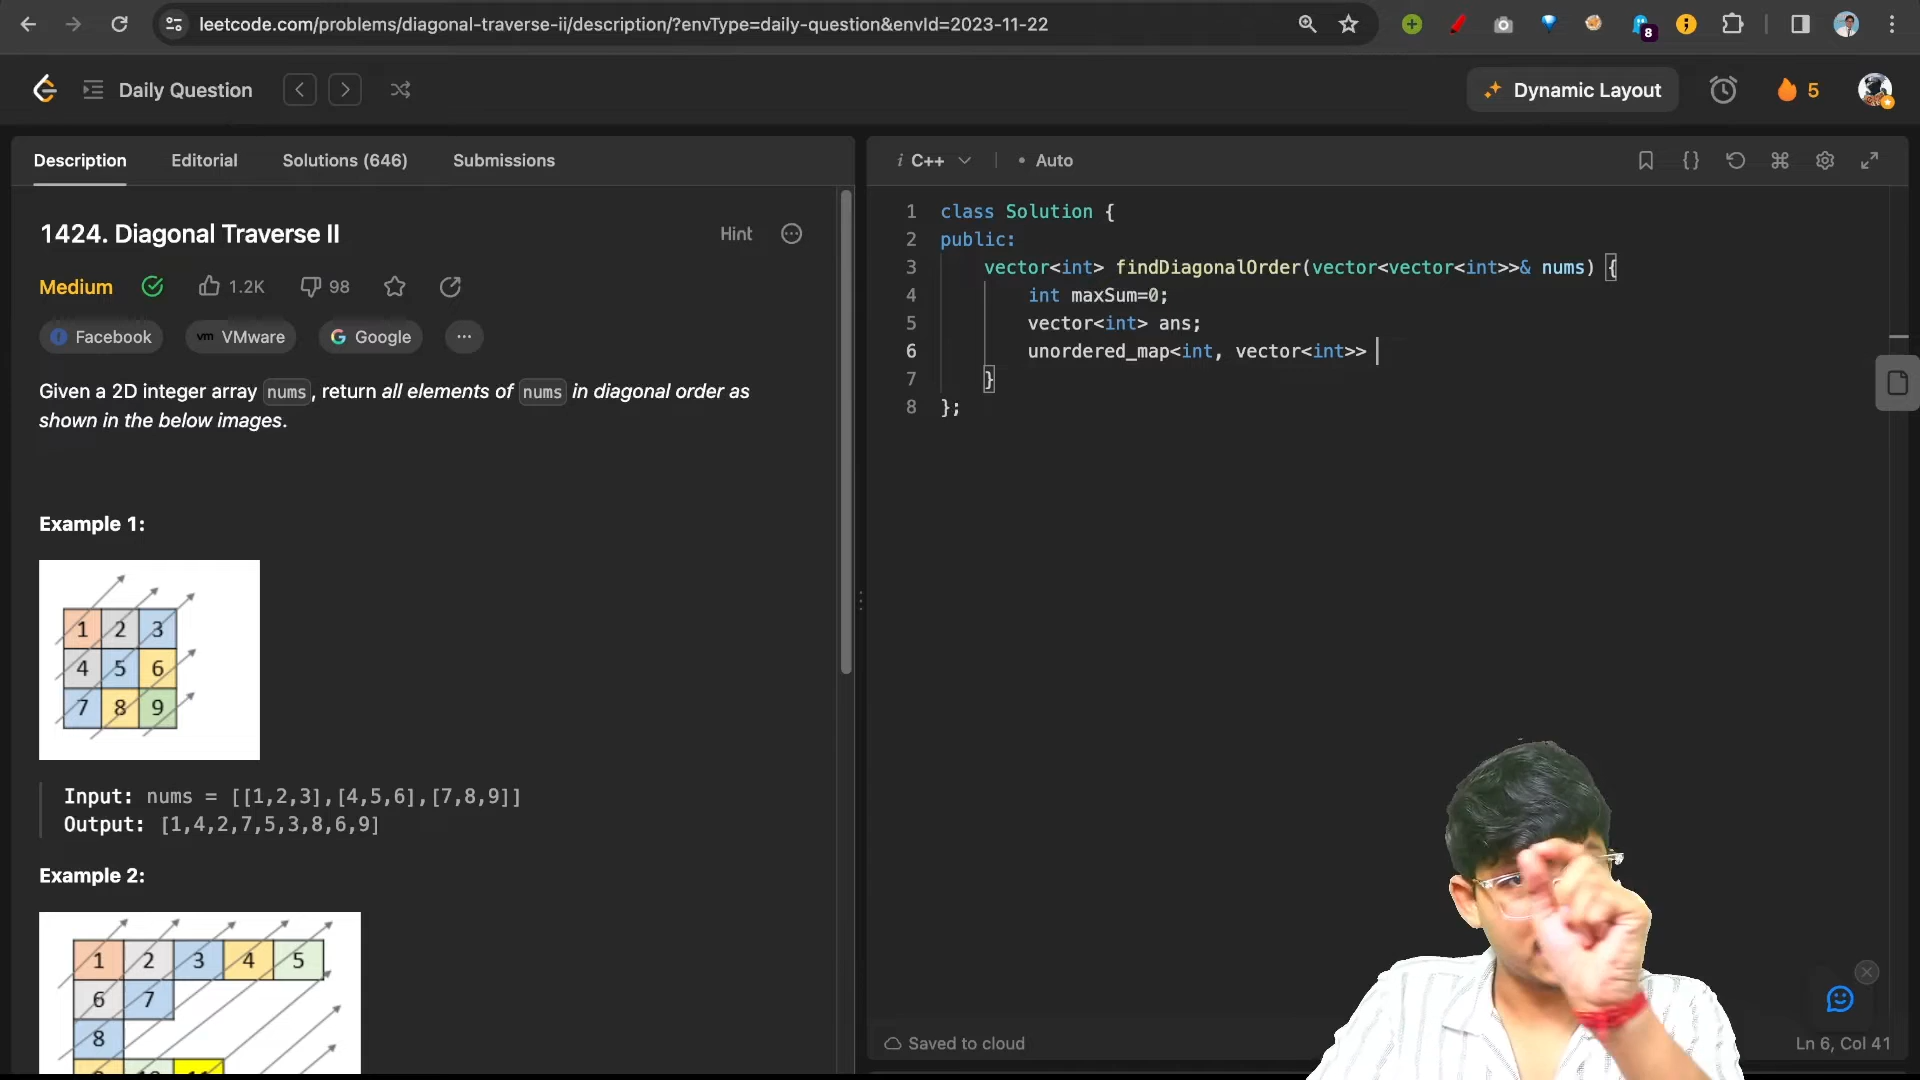 leetcode.com/problems/diagonal-traverse-ii/description/?envType=daily-question&envId=2023-11-22
8
Daily Question
Dynamic Layout
5
Description
Editorial
Solutions (646)
Submissions
i C++
• Auto
1424. Diagonal Traverse II
Hint
Medium
1.2K
98
Facebook
vm VMware
G Google
...
Given a 2D integer array nums, return all elements of nums in diagonal order as
shown in the below images.
Example 1:
1 2 3
4 5 6
7 8 9
Input: nums = [[1,2,3],[4,5,6],[7,8,9]]
Output: [1,4,2,7,5,3,8,6,9]
Example 2:
1 2 3 4 5
6 7
8
1 class Solution {
2 public:
3 vector<int> findDiagonalOrder(vector<vector<int>>& nums) {
4 int maxSum=0;
5 vector<int> ans;
6 unordered_map<int, vector<int>>
7 }
8 };
Saved to cloud
Ln 6, Col 41